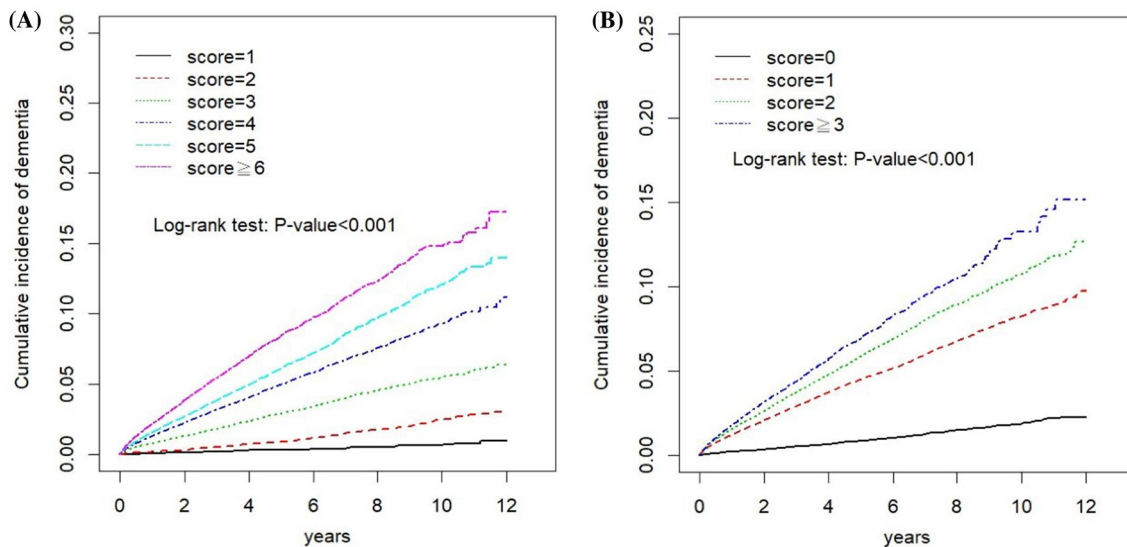 (A)
Cumulative incidence of dementia
0.30
0.25
0.20
0.15
0.10
0.05
0.00
score=1
score=2
score=3
score=4
score=5
score≧6
Log-rank test: P-value<0.001
0 2 4 6 8 10 12
years
(B)
Cumulative incidence of dementia
0.25
0.20
0.15
0.10
0.05
0.00
score=0
score=1
score=2
score≧3
Log-rank test: P-value<0.001
0 2 4 6 8 10 12
years